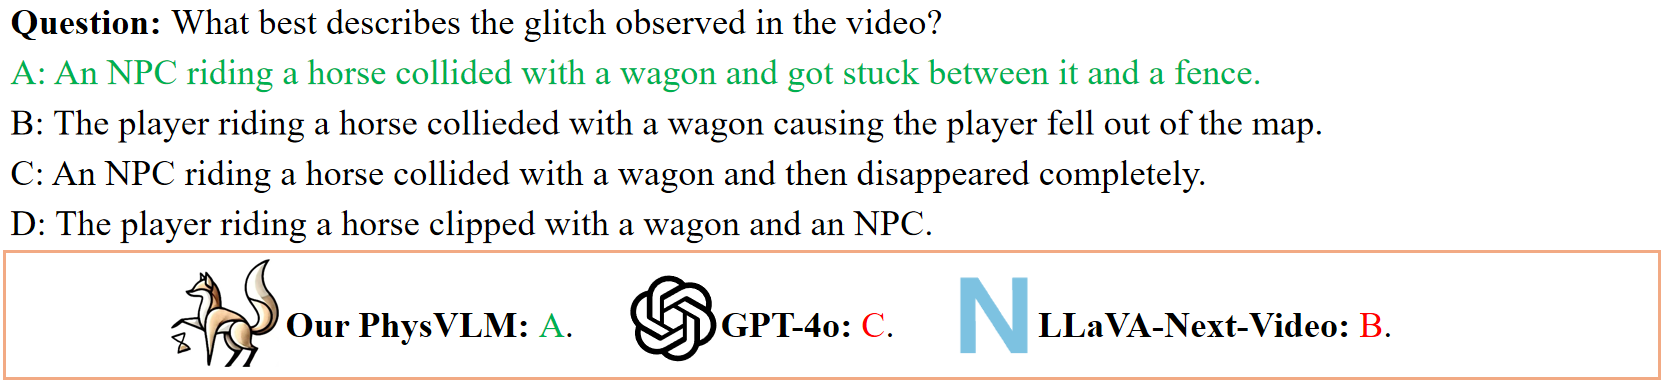 Question: What best describes the glitch observed in the video?
A: An NPC riding a horse collided with a wagon and got stuck between it and a fence.
B: The player riding a horse collieded with a wagon causing the player fell out of the map.
C: An NPC riding a horse collided with a wagon and then disappeared completely.
D: The player riding a horse clipped with a wagon and an NPC.
Our PhysVLM: A. GPT-4o: C. N LLaVA-Next-Video: B.